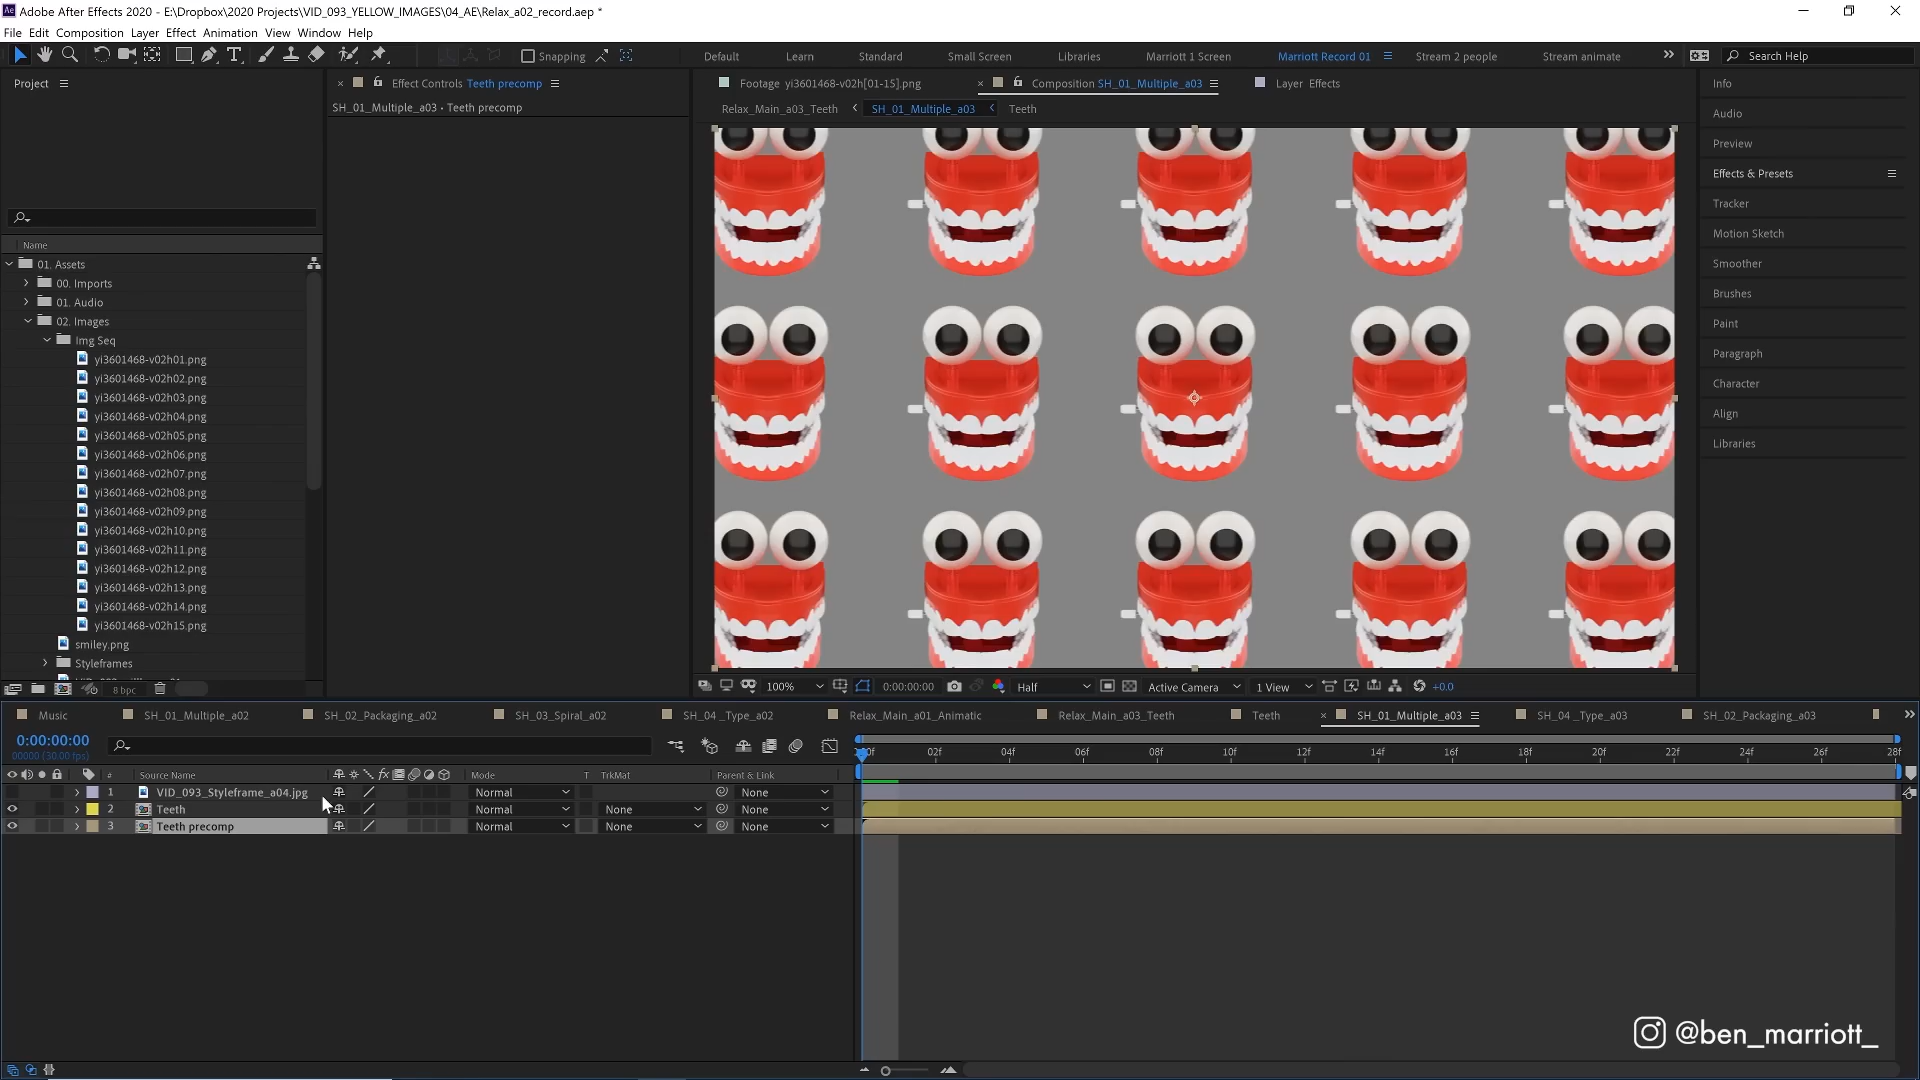 Adobe After Effects 2020 - E:\Dropbox\2020 Projects\VID_093_YELLOW_IMAGES\04_AE\Relax_a02_record.aep *
File Edit Composition Layer Effect Animation View Window Help
Snapping
Default Learn Standard Small Screen Libraries Marriott 1 Screen Marriott Record 01 Stream 2 people Stream animate
Search Help
Project
Effect Controls Teeth precomp
SH_01_Multiple_a03 • Teeth precomp
Footage yi3601468-v02h[01-15].png
Composition SH_01_Multiple_a03
Layer Effects
Relax_Main_a03_Teeth SH_01_Multiple_a03 Teeth
Name
01. Assets
00. Imports
01. Audio
02. Images
Img Seq
yi3601468-v02h01.png
yi3601468-v02h02.png
yi3601468-v02h03.png
yi3601468-v02h04.png
yi3601468-v02h05.png
yi3601468-v02h06.png
yi3601468-v02h07.png
yi3601468-v02h08.png
yi3601468-v02h09.png
yi3601468-v02h10.png
yi3601468-v02h11.png
yi3601468-v02h12.png
yi3601468-v02h13.png
yi3601468-v02h14.png
yi3601468-v02h15.png
smiley.png
Styleframes
8 bpc
100% 0:00:00:00 Half Active Camera 1 View +0.0
Info
Audio
Preview
Effects & Presets
Tracker
Motion Sketch
Smoother
Brushes
Paint
Paragraph
Character
Align
Libraries
Music SH_01_Multiple_a02 SH_02_Packaging_a02 SH_03_Spiral_a02 SH_04 _Type_a02 Relax_Main_a01_Animatic Relax_Main_a03_Teeth Teeth SH_01_Multiple_a03 SH_04 _Type_a03 SH_02_Packaging_a03
0:00:00:00
00000 (30.00 fps)
00f 02f 04f 06f 08f 10f 12f 14f 16f 18f 20f 22f 24f 26f 28f
# Source Name fx Mode T TrkMat Parent & Link
1 VID_093_Styleframe_a04.jpg Normal None
2 Teeth Normal None None
3 Teeth precomp Normal None None
@ben_marriott_